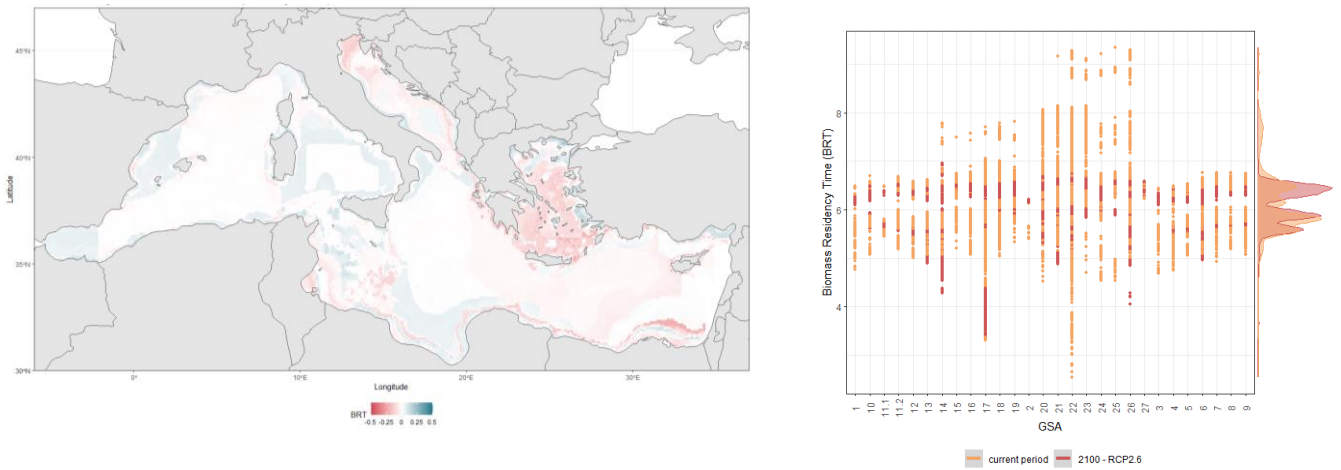 45°N
40°N
35°N
30°N
Latitude
0°
10°E
20°E
30°E
Longitude
BRT
-0.5 -0.25 0 0.25 0.5
8
6
4
Biomass Residency Time (BRT)
1 10 11.1 11.2 12 13 14 15 16 17 18 19 2 20 21 22 23 24 25 26 27 3 4 5 6 7 8 9
GSA
current period 2100 - RCP2.6